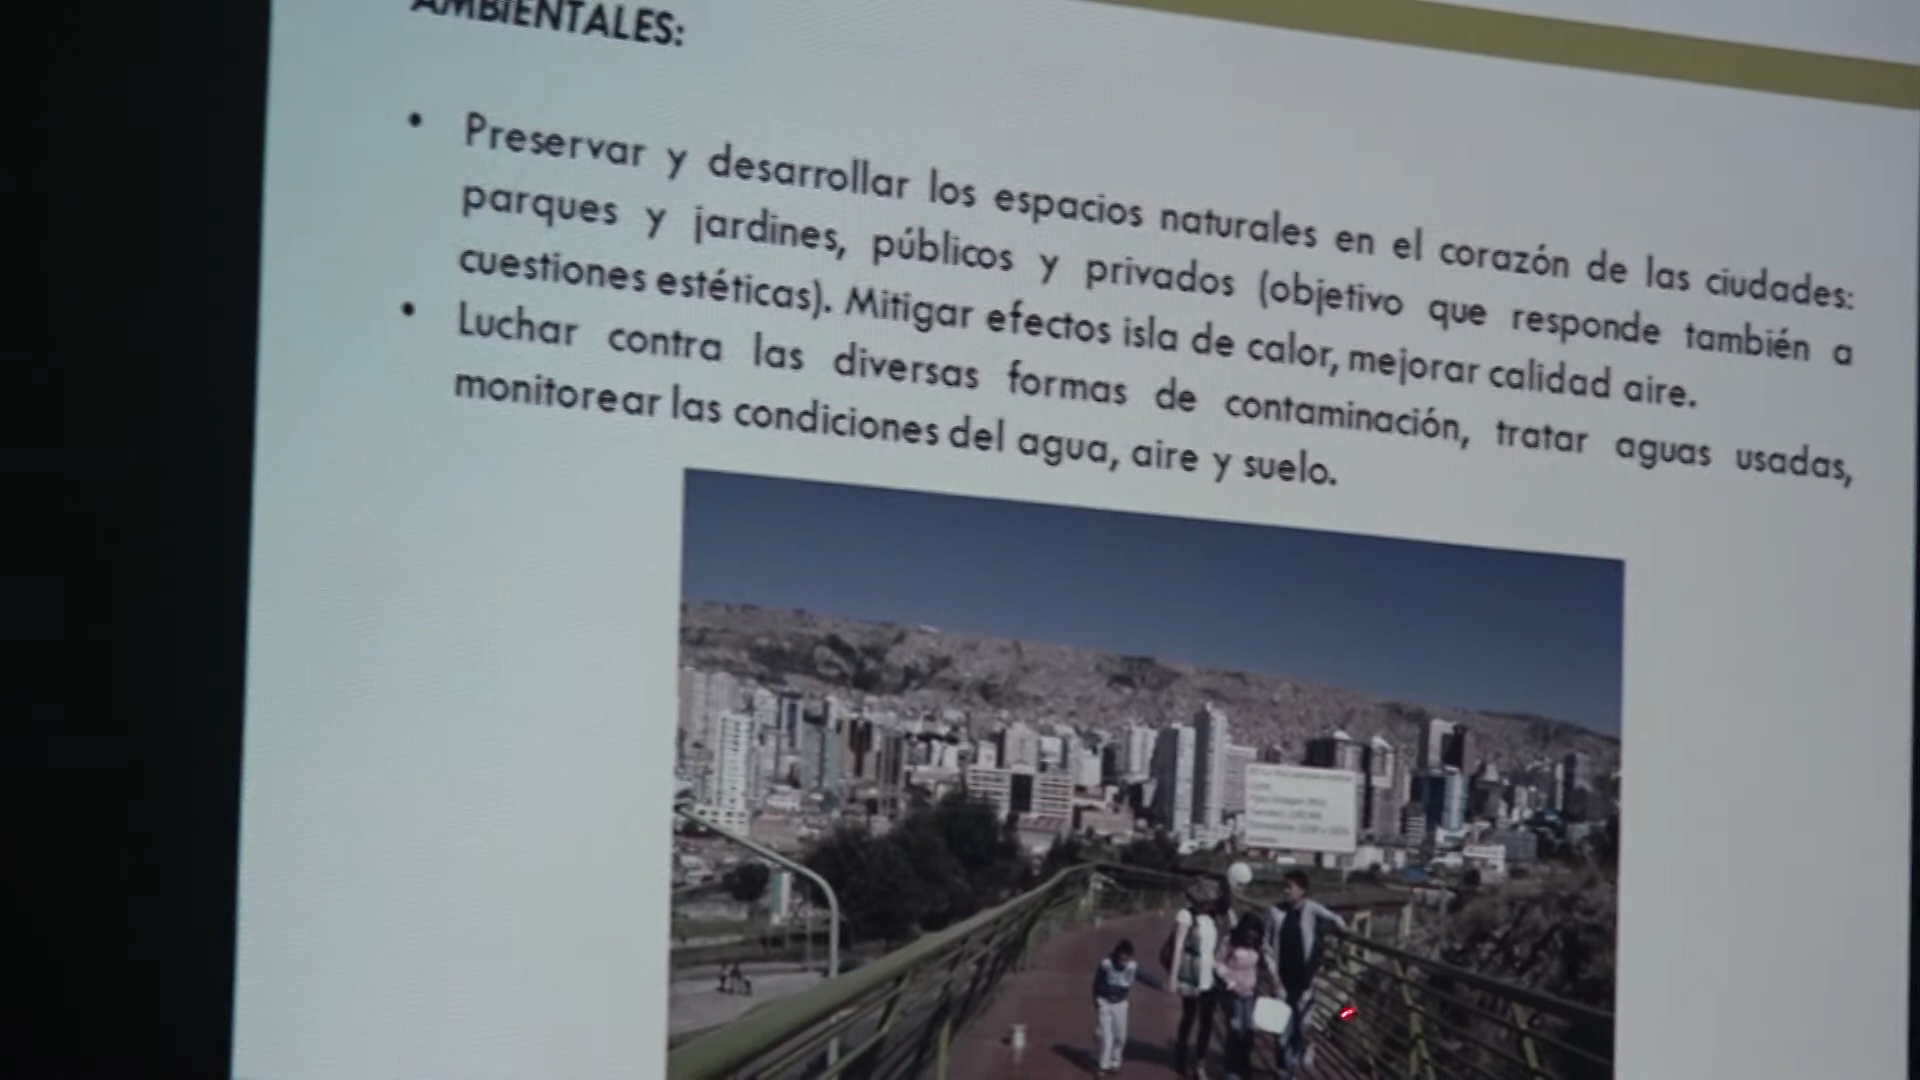 AMBIENTALES:
• Preservar y desarrollar los espacios naturales en el corazón de las ciudades:
parques y jardines, públicos y privados (objetivo que responde también a
cuestiones estéticas). Mitigar efectos isla de calor, mejorar calidad aire.
• Luchar contra las diversas formas de contaminación, tratar aguas usadas,
monitorear las condiciones del agua, aire y suelo.